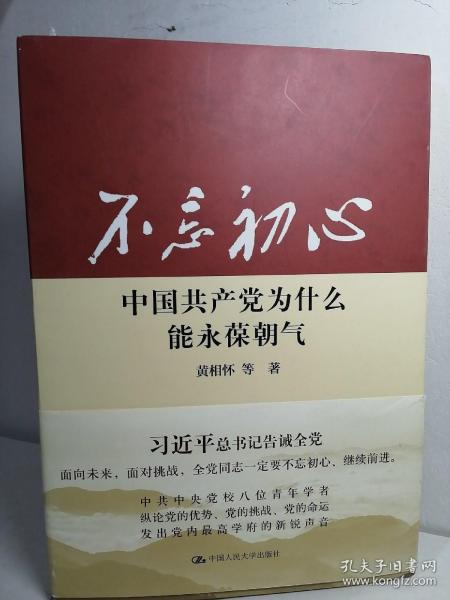 不忘初心
中国共产党为什么
能永葆朝气
黄相怀 等 著
习近平总书记告诫全党
面向未来，面对挑战，全党同志一定要不忘初心、继续前进。
中共中央党校八位青年学者
纵论党的优势、党的挑战、党的命运
发出党内最高学府的新锐声音
中国人民大学出版社
孔夫子旧书网
www.kongfz.com